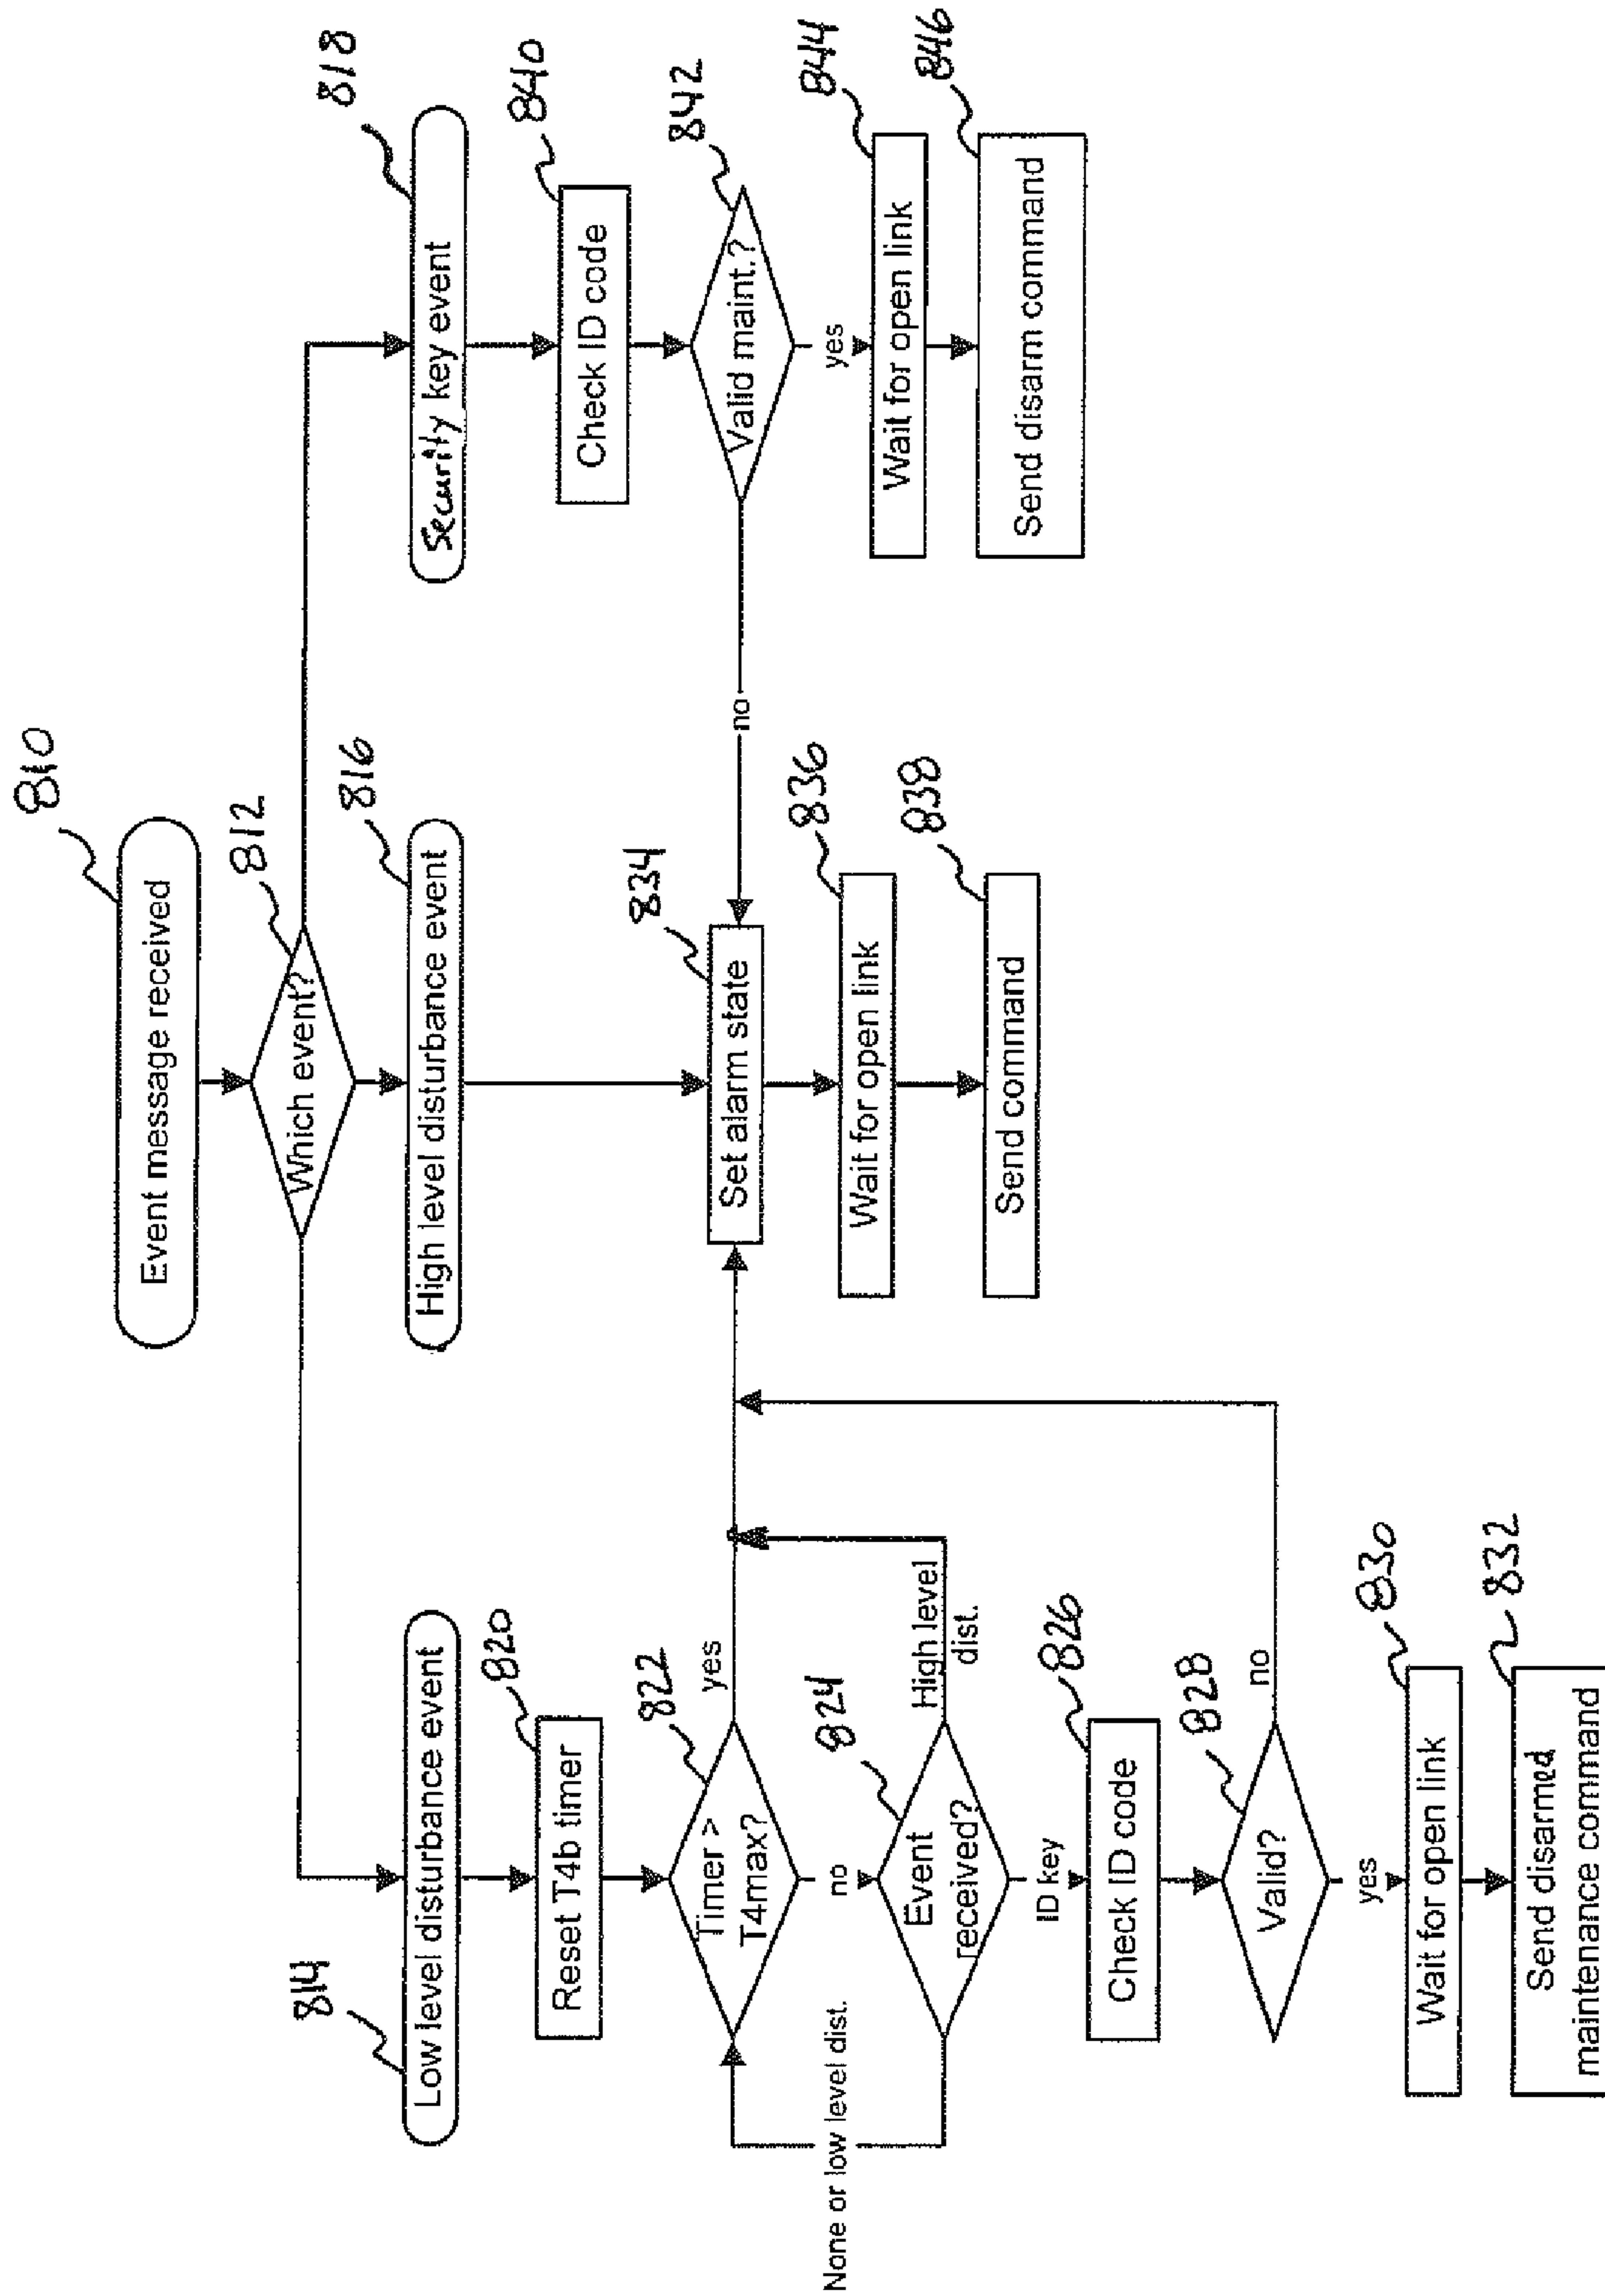 810
Event message received
812
Which event?
814
Low level disturbance event
816
High level disturbance event
818
Security key event
820
Reset T4b timer
822
Timer >
T4max?
yes
no
824
Event
received?
None or low level dist.
High level
dist.
ID key
826
Check ID code
828
Valid?
no
yes
830
Wait for open link
832
Send disarmed
maintenance command
834
Set alarm state
836
Wait for open link
838
Send command
840
Check ID code
842
Valid maint.?
no
yes
844
Wait for open link
846
Send disarm command